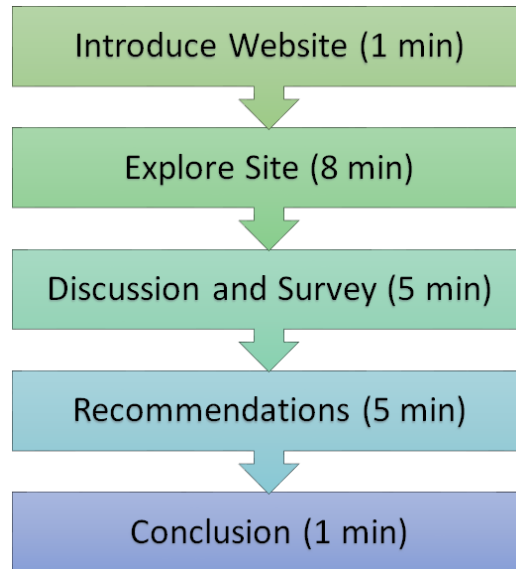 Introduce Website (1 min)
Explore Site (8 min)
Discussion and Survey (5 min)
Recommendations (5 min)
Conclusion (1 min)